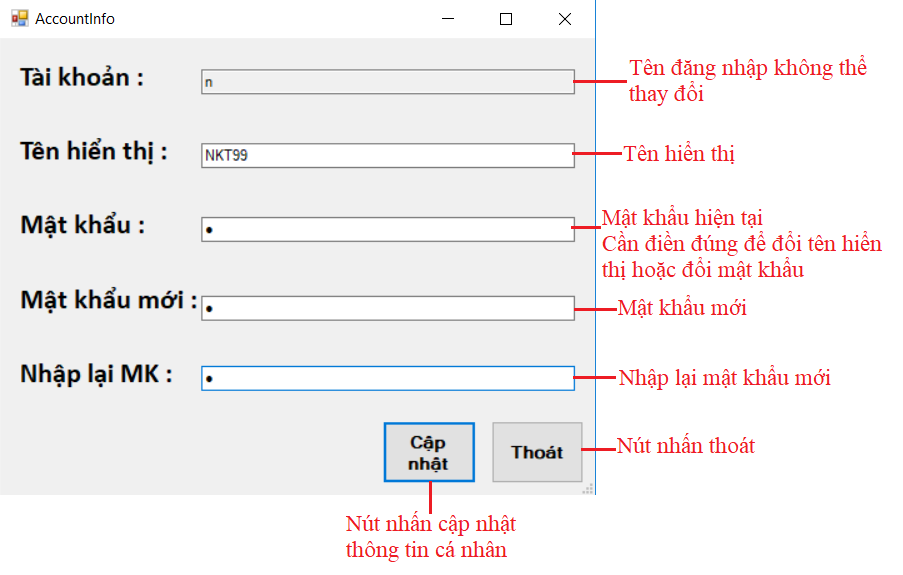 AccountInfo
Tài khoản :
n
Tên đăng nhập không thể
thay đổi
Tên hiển thị :
NKT99
Tên hiển thị
Mật khẩu :
●
Mật khẩu hiện tại
Cần điền đúng để đổi tên hiển
thị hoặc đổi mật khẩu
Mật khẩu mới :
●
Mật khẩu mới
Nhập lại MK :
●
Nhập lại mật khẩu mới
Cập
nhật
Thoát
Nút nhấn thoát
Nút nhấn cập nhật
thông tin cá nhân